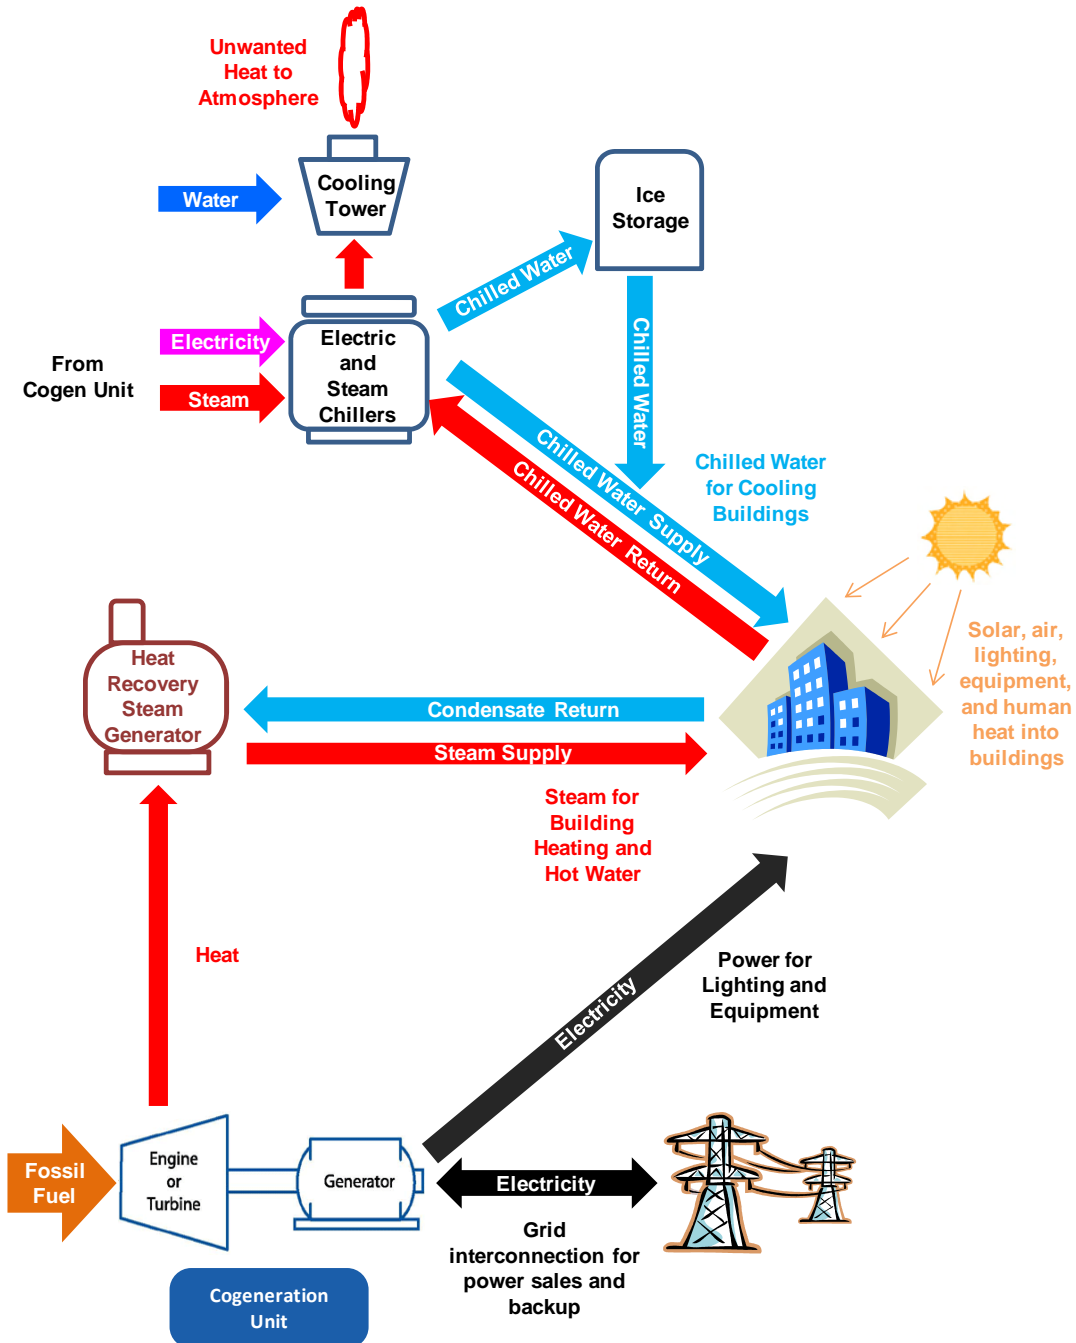 Unwanted
Heat to
Atmosphere
Water
Cooling
Tower
Ice
Storage
Chilled Water
Chilled Water
From
Cogen Unit
Electricity
Steam
Electric
and
Steam
Chillers
Chilled Water Supply
Chilled Water Return
Chilled Water
for Cooling
Buildings
Solar, air,
lighting,
equipment,
and human
heat into
buildings
Heat
Recovery
Steam
Generator
Condensate Return
Steam Supply
Steam for
Building
Heating and
Hot Water
Heat
Electricity
Power for
Lighting and
Equipment
Fossil
Fuel
Engine
or
Turbine
Generator
Electricity
Grid
interconnection for
power sales and
backup
Cogeneration
Unit